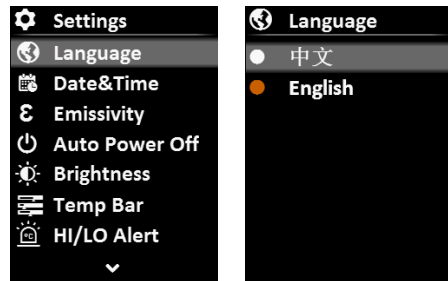 Settings
Language
Date&Time
Emissivity
Auto Power Off
Brightness
Temp Bar
HI/LO Alert
Language
中文
English